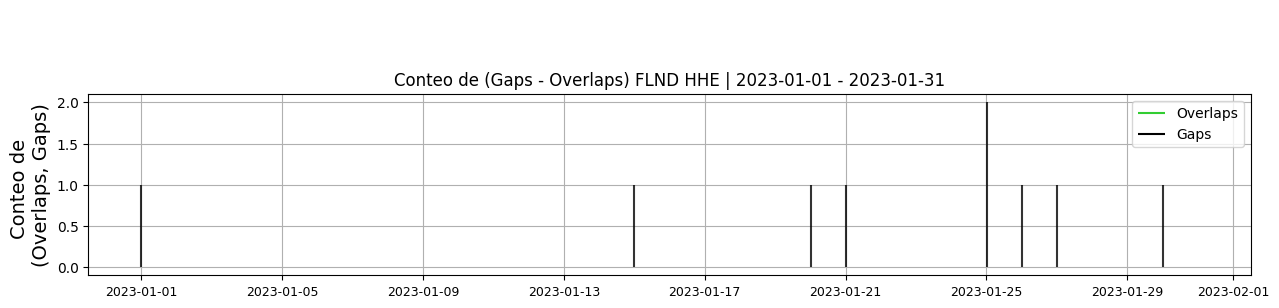 Conteo de (Gaps - Overlaps) FLND HHE | 2023-01-01 - 2023-01-31
Conteo de
(Overlaps, Gaps)
2.0
1.5
1.0
0.5
0.0
Overlaps
Gaps
2023-01-01 2023-01-05 2023-01-09 2023-01-13 2023-01-17 2023-01-21 2023-01-25 2023-01-29 2023-02-01